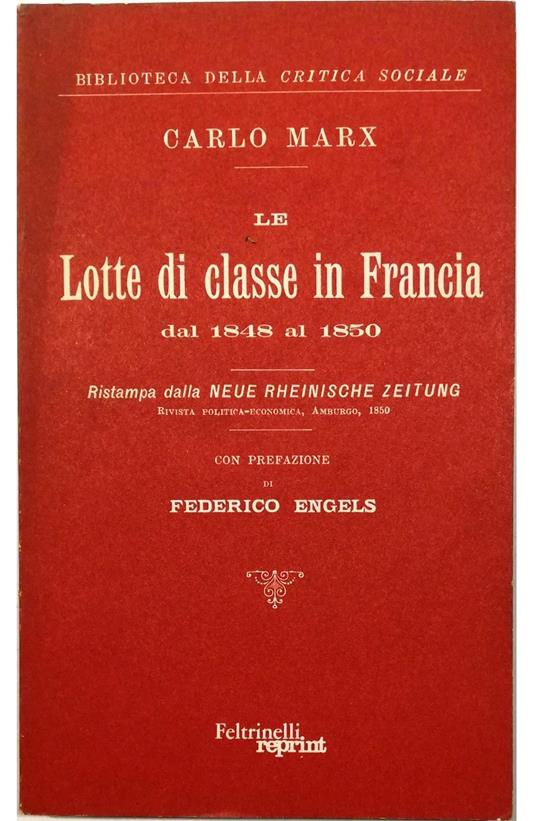 BIBLIOTECA DELLA CRITICA SOCIALE
CARLO MARX
LE
Lotte di classe in Francia
dal 1848 al 1850
Ristampa dalla NEUE RHEINISCHE ZEITUNG
RIVISTA POLITICA-ECONOMICA, AMBURGO, 1850
CON PREFAZIONE
DI
FEDERICO ENGELS
Feltrinelli
reprint